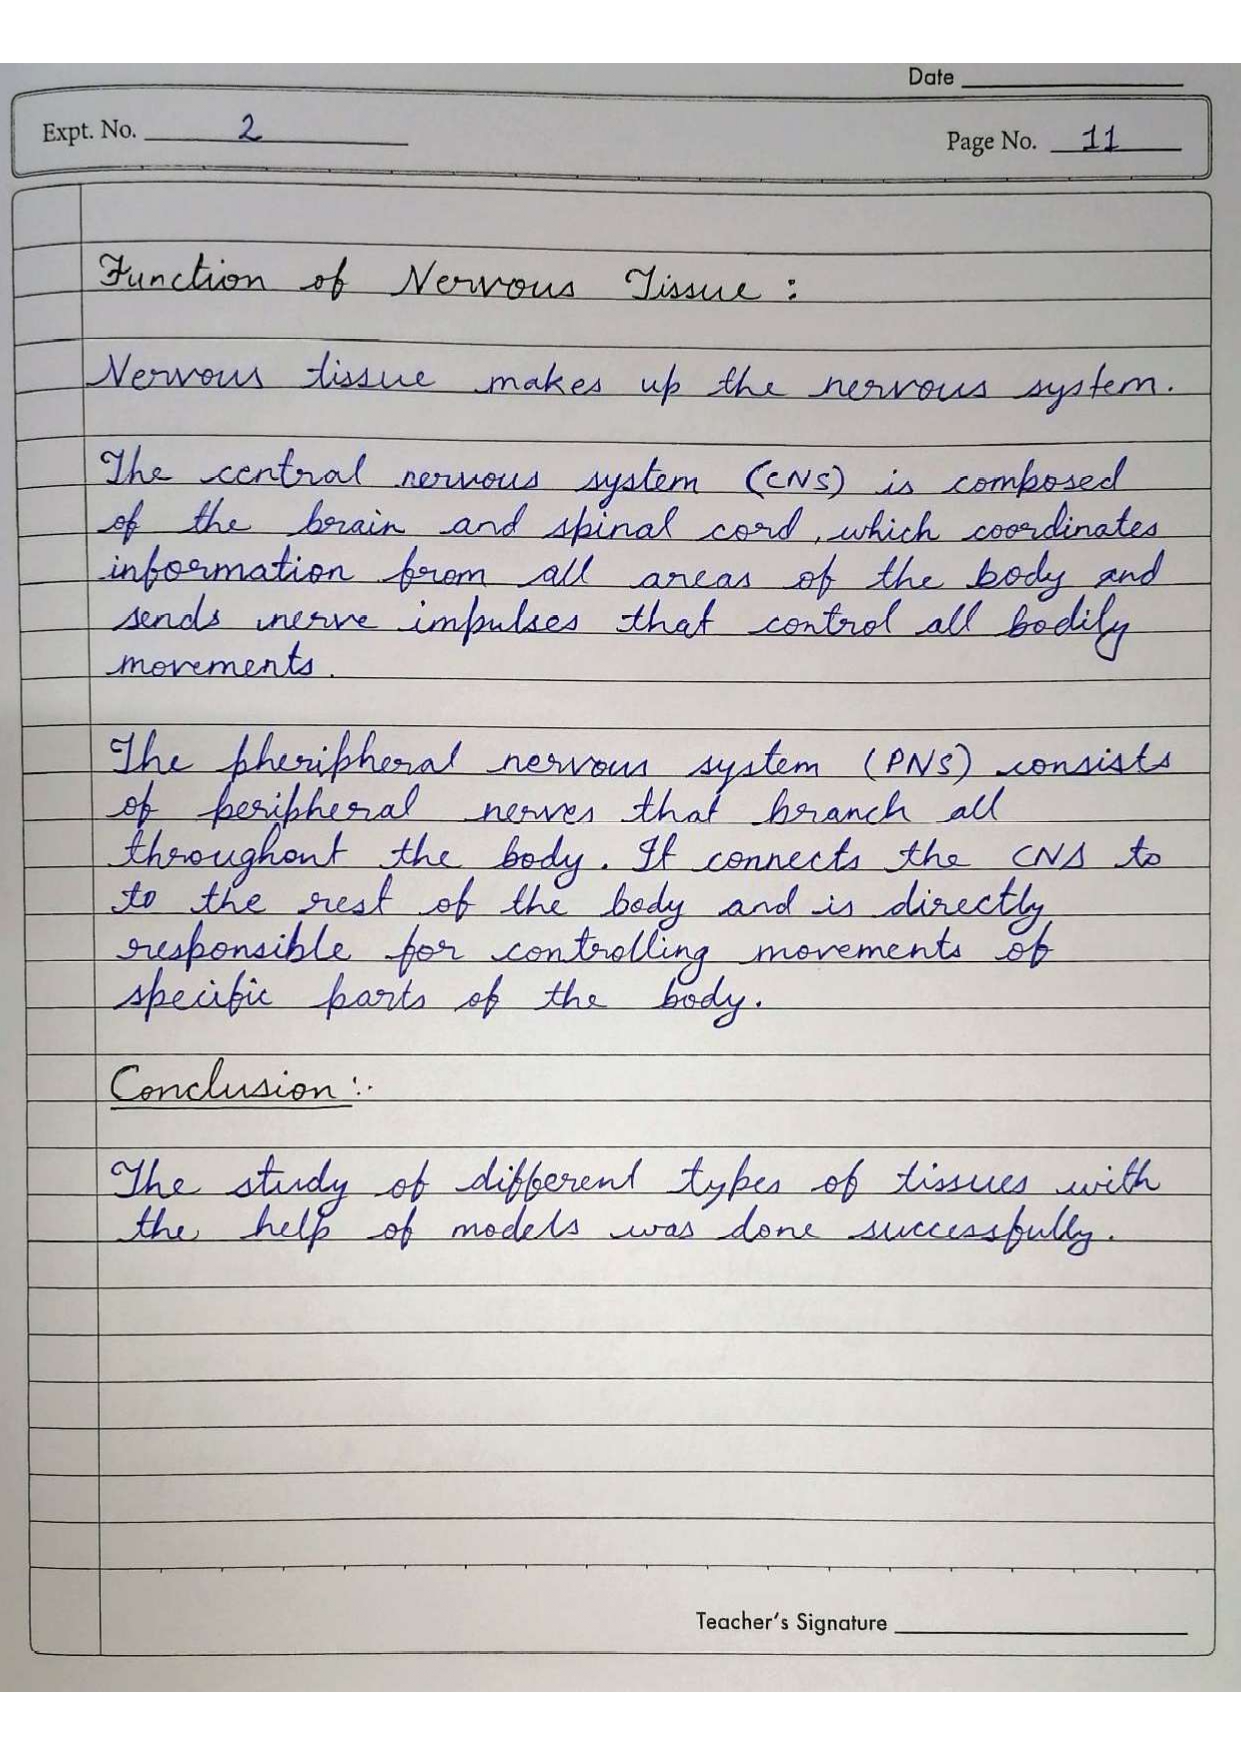 Date
Expt. No. 2
Page No. 11
Function of Nervous Tissue :
Nervous tissue makes up the nervous system.
The central nervous system (CNS) is composed
of the brain and spinal cord, which coordinates
information from all areas of the body and
sends nerve impulses that control all bodily
movements.
The pheripheral nervous system (PNS) consists
of peripheral nerves that branch all
throughout the body. It connects the CNS to
to the rest of the body and is directly
responsible for controlling movements of
specific parts of the body.
Conclusion :-
The study of different types of tissues with
the help of models was done successfully.
Teacher's Signature